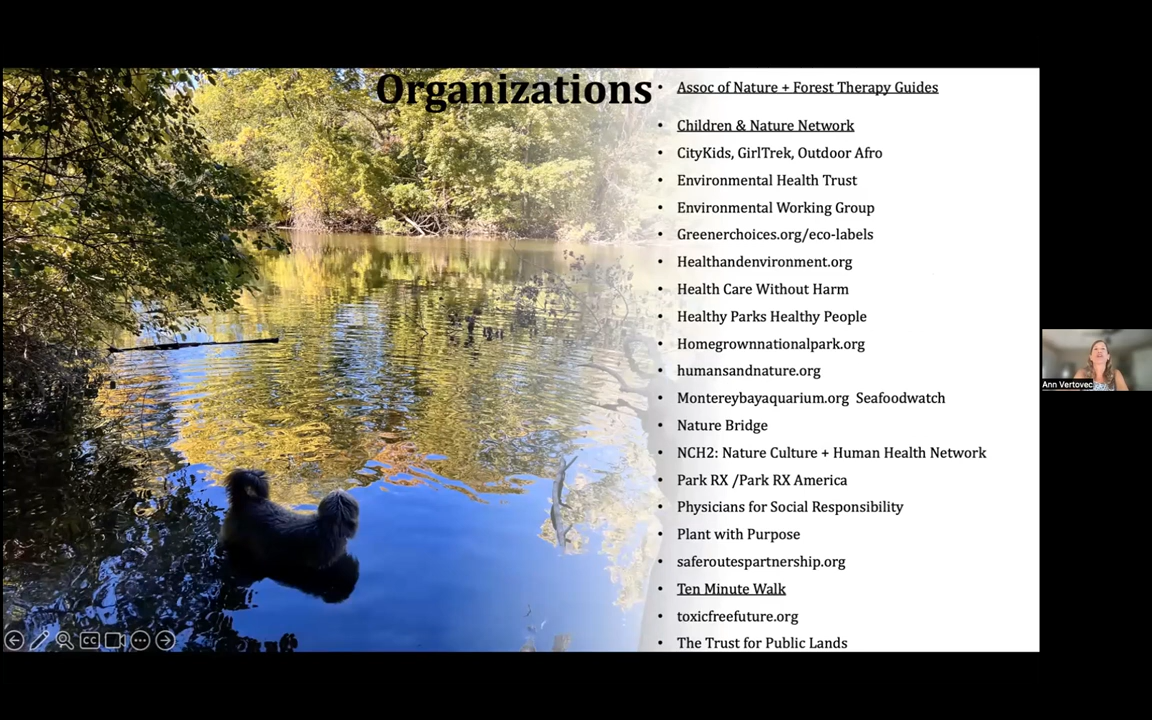 Organizations
• Assoc of Nature + Forest Therapy Guides
• Children & Nature Network
• CityKids, GirlTrek, Outdoor Afro
• Environmental Health Trust
• Environmental Working Group
• Greenerchoices.org/eco-labels
• Healthandenvironment.org
• Health Care Without Harm
• Healthy Parks Healthy People
• Homegrownnationalpark.org
• humansandnature.org
• Montereybayaquarium.org Seafoodwatch
• Nature Bridge
• NCH2: Nature Culture + Human Health Network
• Park RX /Park RX America
• Physicians for Social Responsibility
• Plant with Purpose
• saferoutespartnership.org
• Ten Minute Walk
• toxicfreefuture.org
• The Trust for Public Lands
Ann Vertovec
CC